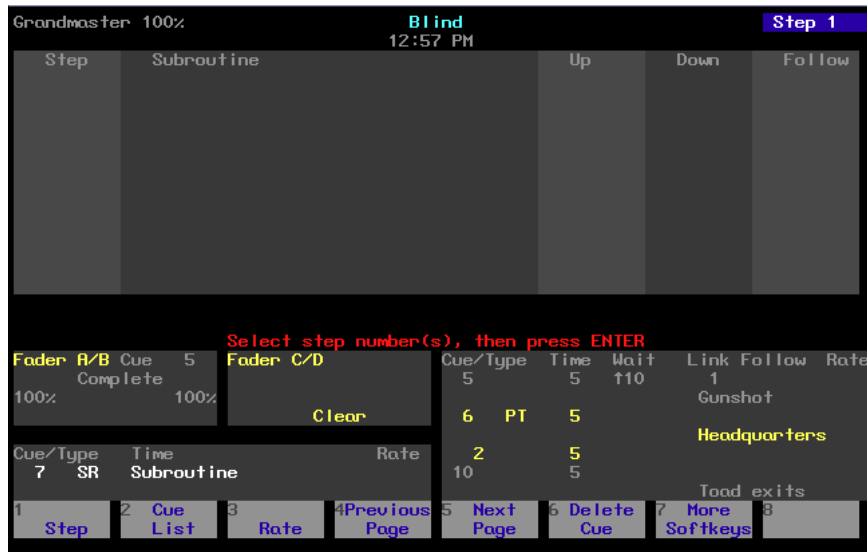 Grandmaster 100% Blind Step 1
12:57 PM
Step Subroutine Up Down Follow
Select step number(s), then press ENTER
Fader A/B Cue 5 Fader C/D Cue/Type Time Wait Link Follow Rate
Complete 5 5 ↑10 1
100% 100% Gunshot
Clear 6 PT 5
Headquarters
Cue/Type Time Rate 2 5
7 SR Subroutine 10 5
Toad exits
1 Step 2 Cue List 3 Rate 4 Previous Page 5 Next Page 6 Delete Cue 7 More Softkeys 8